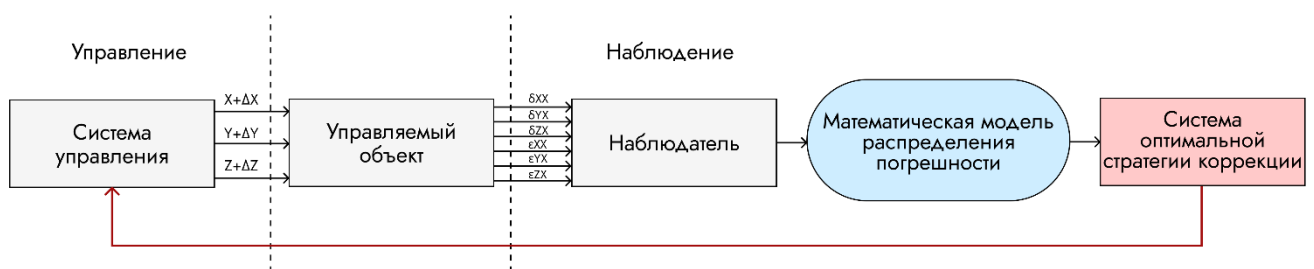 Управление
Наблюдение
Система
управления
X+ΔX
Y+ΔY
Z+ΔZ
Управляемый
объект
δXX
δYX
δZX
εXX
εYX
εZX
Наблюдатель
Математическая модель
распределения
погрешности
Система
оптимальной
стратегии коррекции